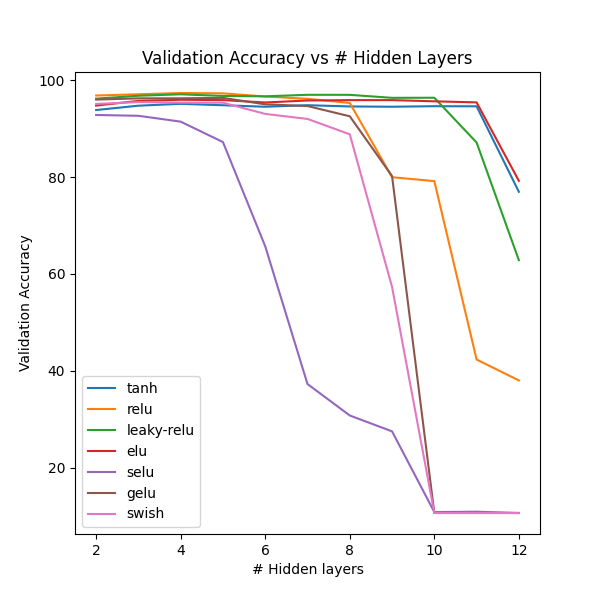 Validation Accuracy vs # Hidden Layers
Validation Accuracy
100
80
60
40
20
tanh
relu
leaky-relu
elu
selu
gelu
swish
2 4 6 8 10 12
# Hidden layers